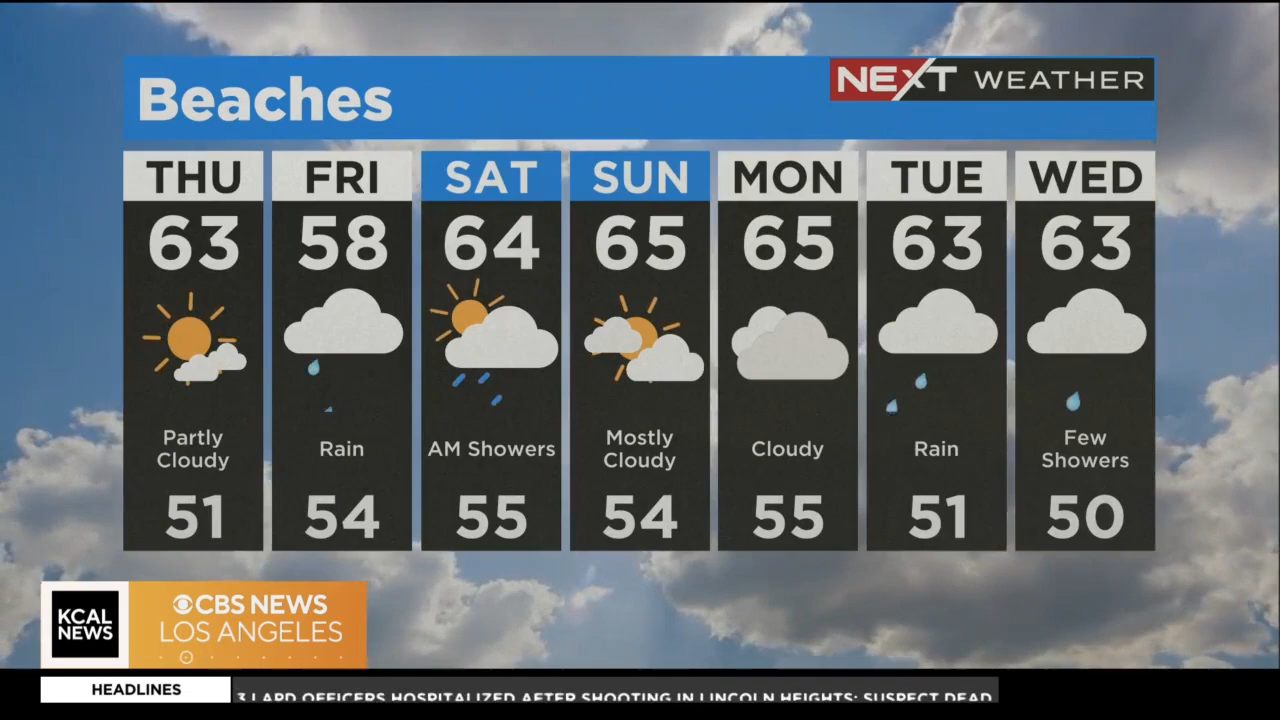 Beaches
NEXT WEATHER
THU FRI SAT SUN MON TUE WED
63 58 64 65 65 63 63
Partly Cloudy
Rain
AM Showers
Mostly Cloudy
Cloudy
Rain
Few Showers
51 54 55 54 55 51 50
KCAL NEWS
CBS NEWS
LOS ANGELES
HEADLINES
3 LAPD OFFICERS HOSPITALIZED AFTER SHOOTING IN LINCOLN HEIGHTS; SUSPECT DEAD